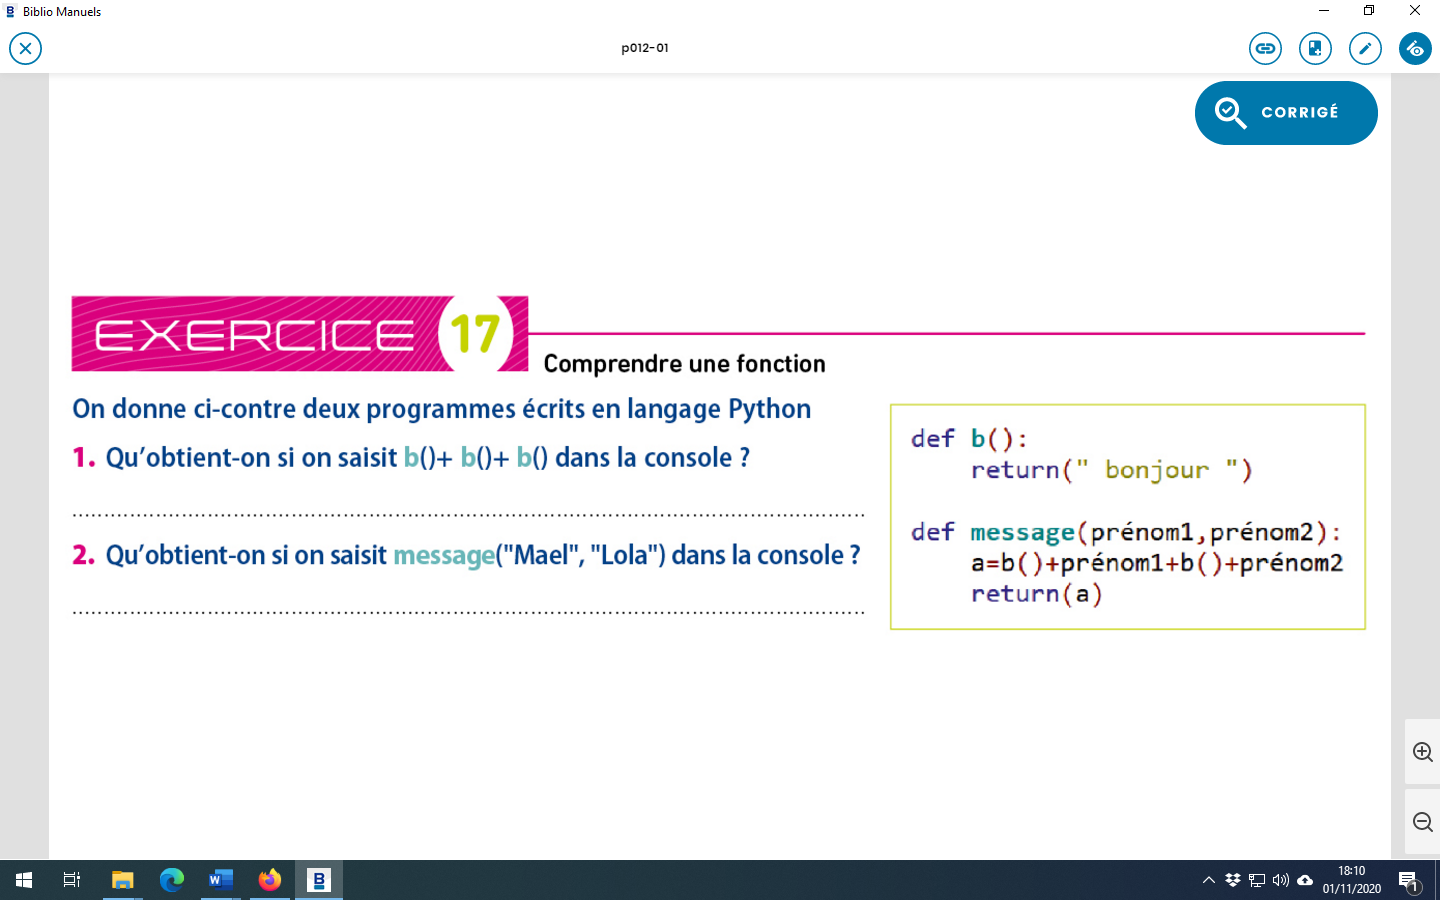 Biblio Manuels
p012-01
CORRIGÉ
EXERCICE 17
Comprendre une fonction
On donne ci-contre deux programmes écrits en langage Python
1. Qu'obtient-on si on saisit b()+ b()+ b() dans la console ?
2. Qu'obtient-on si on saisit message("Mael", "Lola") dans la console ?
def b():
    return(" bonjour ")
def message(prénom1,prénom2):
    a=b()+prénom1+b()+prénom2
    return(a)
18:10
01/11/2020
1